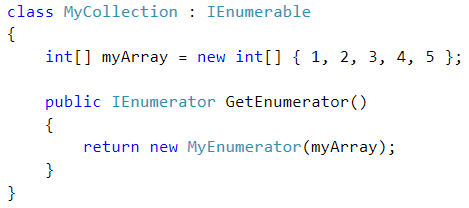 class MyCollection : IEnumerable
{
    int[] myArray = new int[] { 1, 2, 3, 4, 5 };

    public IEnumerator GetEnumerator()
    {
        return new MyEnumerator(myArray);
    }
}